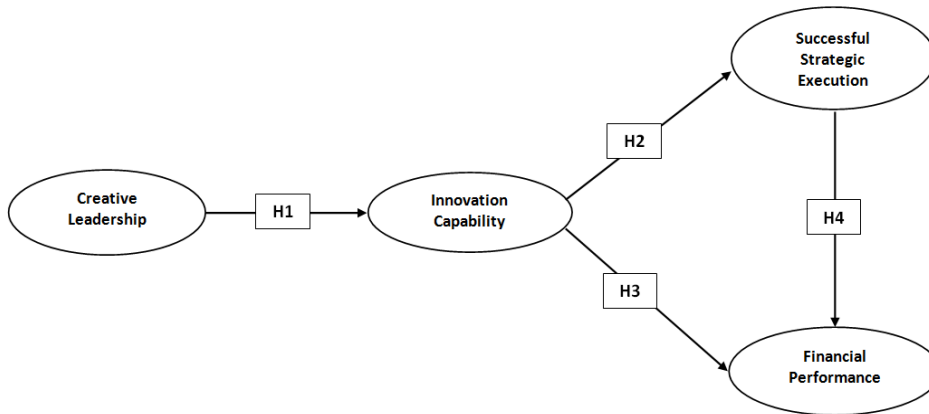 Successful
Strategic
Execution
H2
Creative
Leadership
H1
Innovation
Capability
H4
H3
Financial
Performance